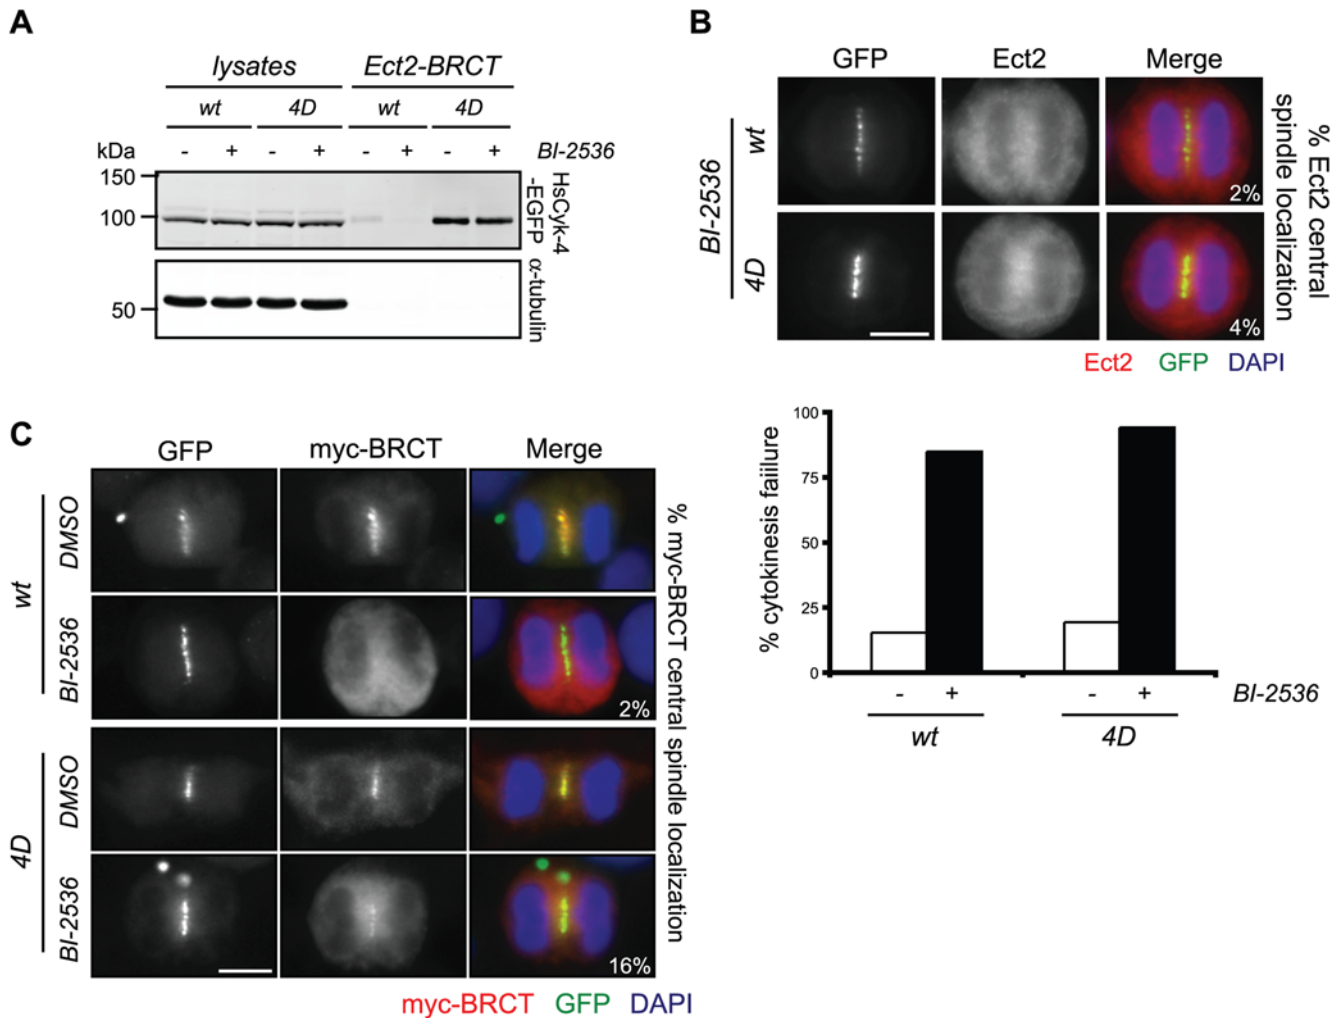 A
lysates Ect2-BRCT
wt 4D wt 4D
kDa - + - + - + - + BI-2536
150
100
HsCyk-4
-EGFP
50
α-tubulin
B
GFP Ect2 Merge
BI-2536
wt
2%
4D
4%
% Ect2 central
spindle localization
Ect2 GFP DAPI
% cytokinesis faiilure
100
75
50
25
0
- + - + BI-2536
wt 4D
C
GFP myc-BRCT Merge
wt
DMSO
BI-2536
2%
4D
DMSO
BI-2536
16%
% myc-BRCT central spindle localization
myc-BRCT GFP DAPI